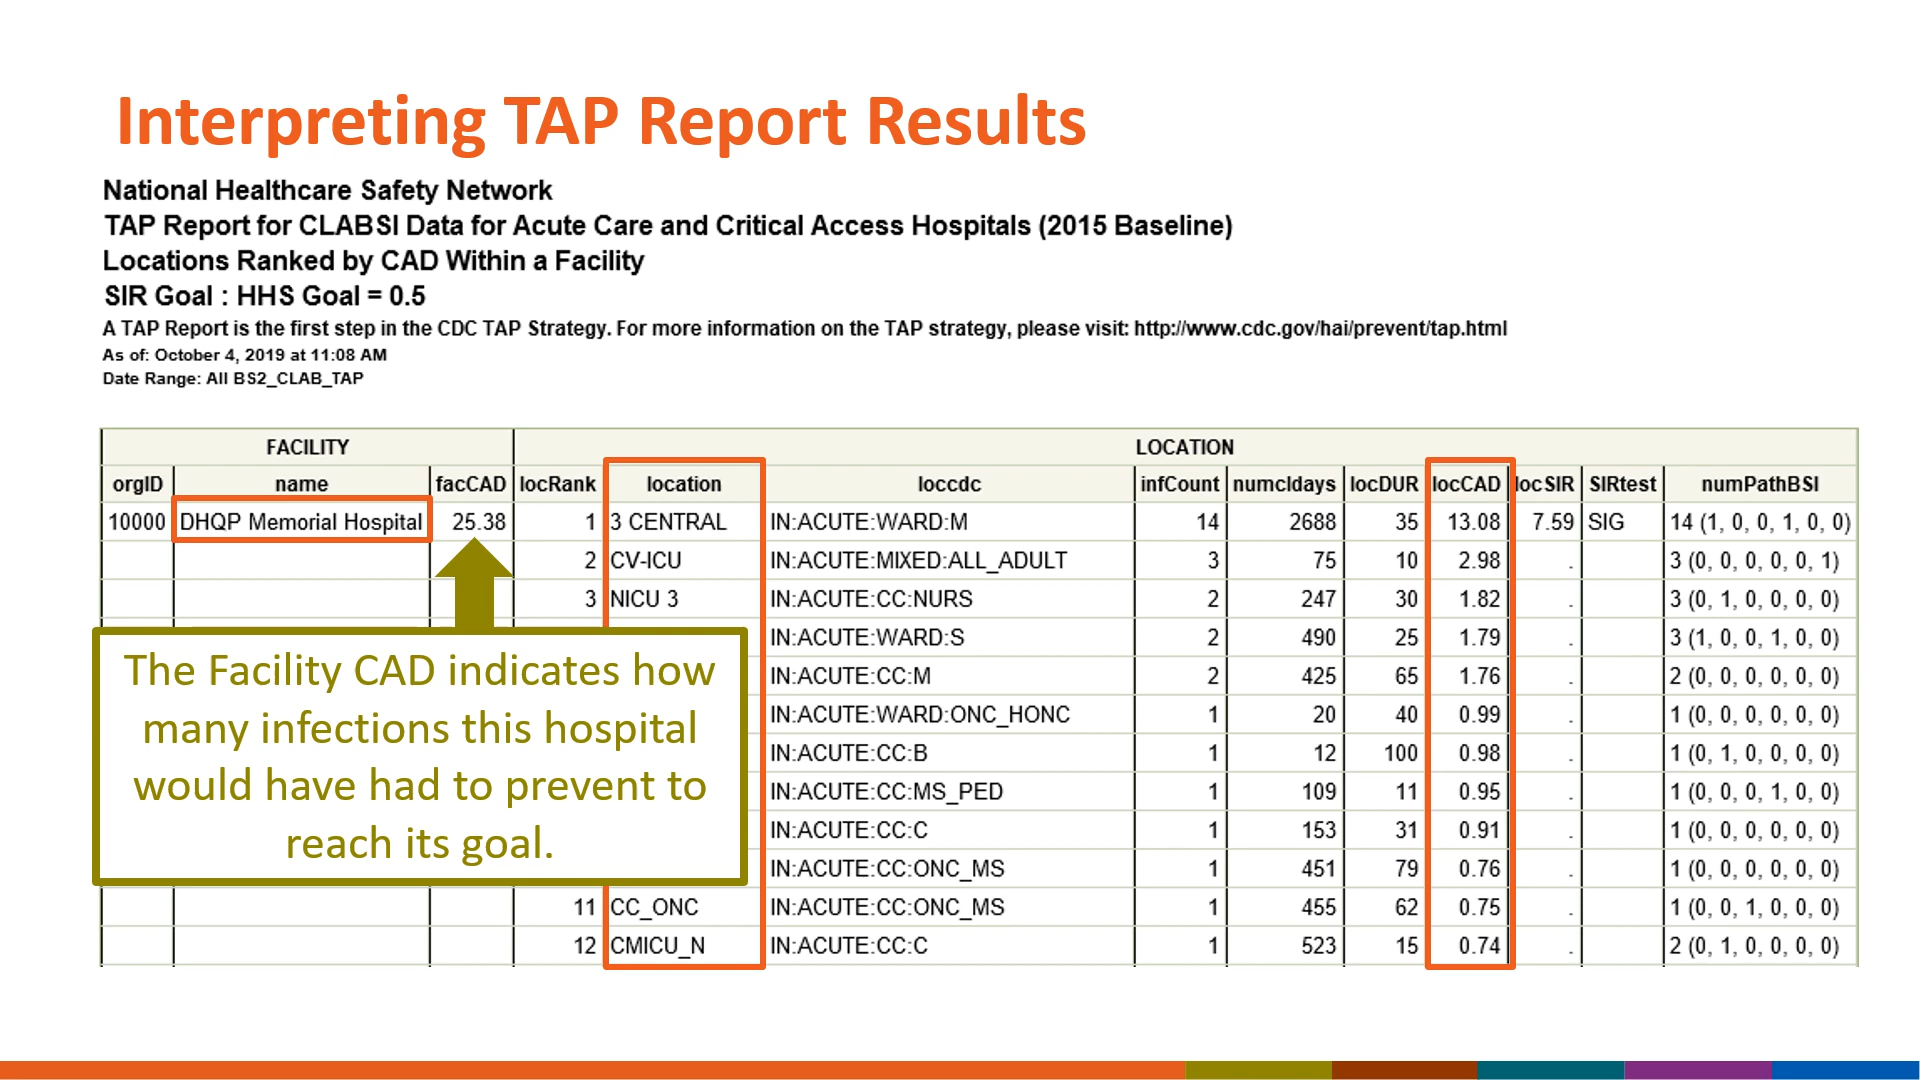 Interpreting TAP Report Results
National Healthcare Safety Network
TAP Report for CLABSI Data for Acute Care and Critical Access Hospitals (2015 Baseline)
Locations Ranked by CAD Within a Facility
SIR Goal : HHS Goal = 0.5
A TAP Report is the first step in the CDC TAP Strategy. For more information on the TAP strategy, please visit: http://www.cdc.gov/hai/prevent/tap.html
As of: October 4, 2019 at 11:08 AM
Date Range: All BS2_CLAB_TAP
FACILITY LOCATION
orgID name facCAD locRank location loccdc infCount numcldays locDUR locCAD locSIR SIRtest numPathBSI
10000 DHQP Memorial Hospital 25.38 1 3 CENTRAL IN:ACUTE:WARD:M 14 2688 35 13.08 7.59 SIG 14 (1, 0, 0, 1, 0, 0)
2 CV-ICU IN:ACUTE:MIXED:ALL_ADULT 3 75 10 2.98 . 3 (0, 0, 0, 0, 0, 1)
3 NICU 3 IN:ACUTE:CC:NURS 2 247 30 1.82 . 3 (0, 1, 0, 0, 0, 0)
IN:ACUTE:WARD:S 2 490 25 1.79 . 3 (1, 0, 0, 1, 0, 0)
IN:ACUTE:CC:M 2 425 65 1.76 . 2 (0, 0, 0, 0, 0, 0)
IN:ACUTE:WARD:ONC_HONC 1 20 40 0.99 . 1 (0, 0, 0, 0, 0, 0)
IN:ACUTE:CC:B 1 12 100 0.98 . 1 (0, 1, 0, 0, 0, 0)
IN:ACUTE:CC:MS_PED 1 109 11 0.95 . 1 (0, 0, 0, 1, 0, 0)
IN:ACUTE:CC:C 1 153 31 0.91 . 1 (0, 0, 0, 0, 0, 0)
IN:ACUTE:CC:ONC_MS 1 451 79 0.76 . 1 (0, 0, 0, 0, 0, 0)
11 CC_ONC IN:ACUTE:CC:ONC_MS 1 455 62 0.75 . 1 (0, 0, 1, 0, 0, 0)
12 CMICU_N IN:ACUTE:CC:C 1 523 15 0.74 . 2 (0, 1, 0, 0, 0, 0)
The Facility CAD indicates how
many infections this hospital
would have had to prevent to
reach its goal.